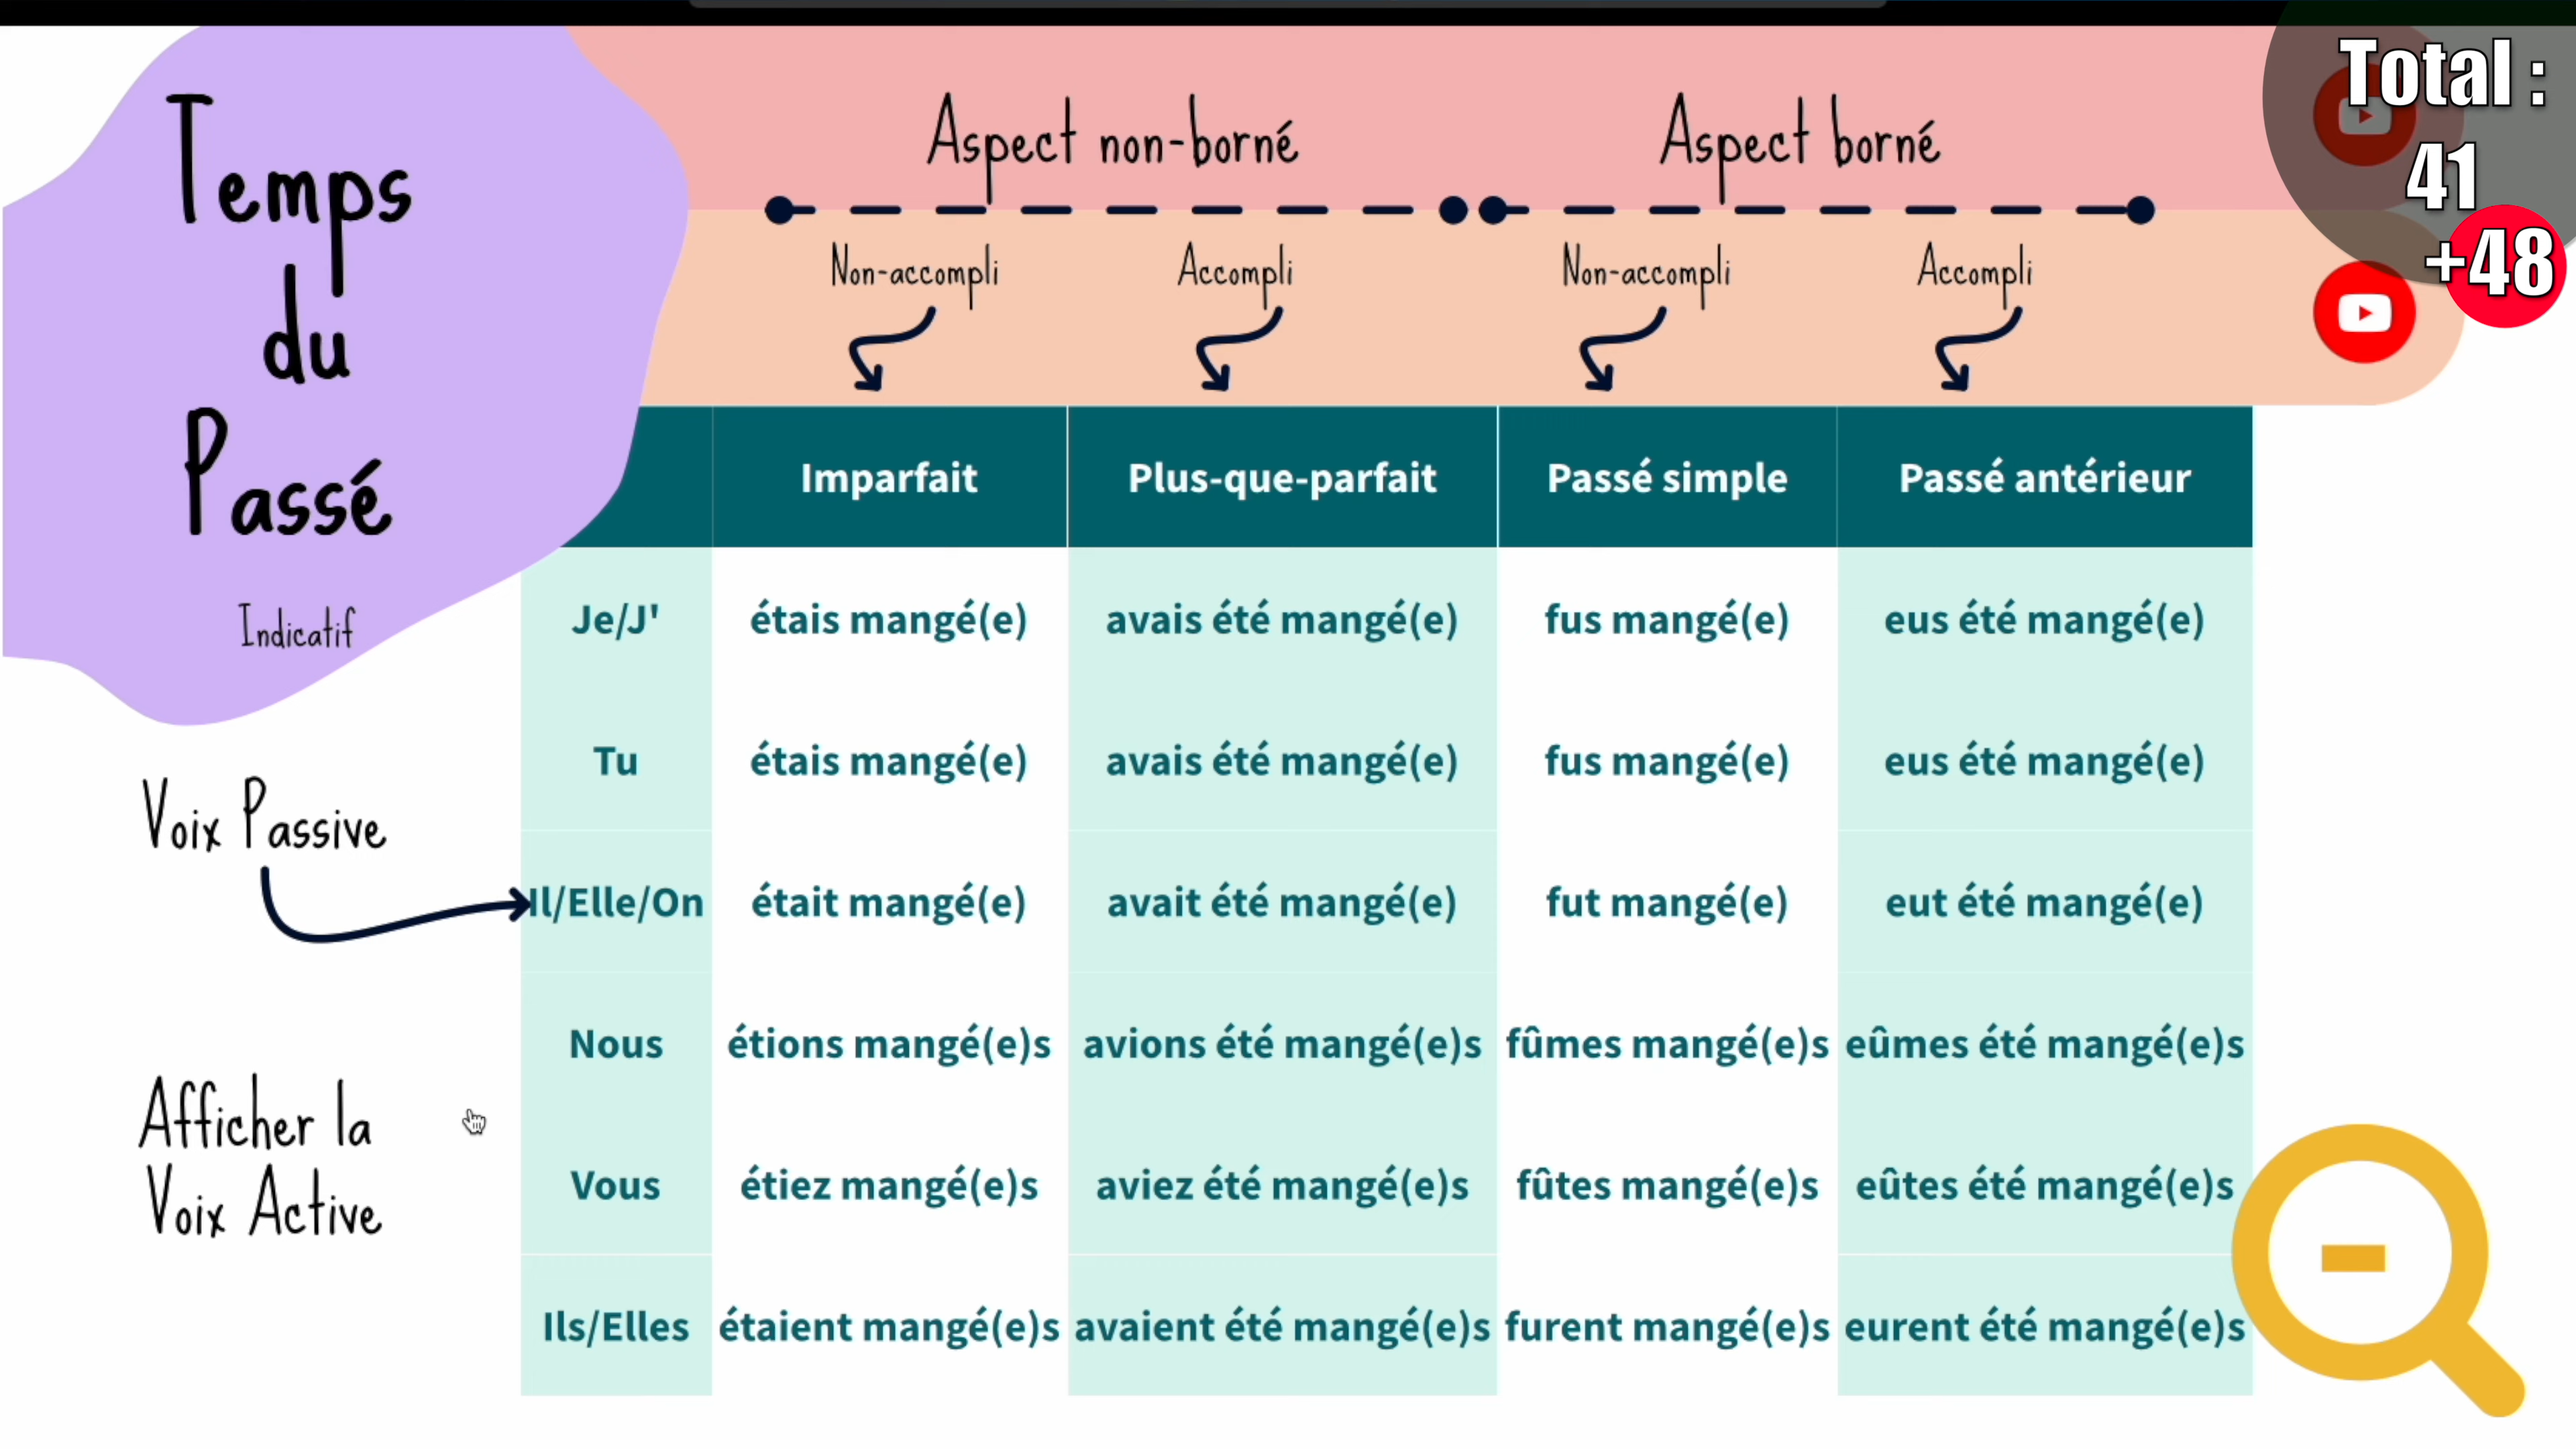 Total :
41
+48
Temps
du
Passé
Indicatif
Aspect non-borné Aspect borné
Non-accompli Accompli Non-accompli Accompli
Imparfait Plus-que-parfait Passé simple Passé antérieur
Je/J' étais mangé(e) avais été mangé(e) fus mangé(e) eus été mangé(e)
Tu étais mangé(e) avais été mangé(e) fus mangé(e) eus été mangé(e)
Voix Passive
Il/Elle/On était mangé(e) avait été mangé(e) fut mangé(e) eut été mangé(e)
Nous étions mangé(e)s avions été mangé(e)s fûmes mangé(e)s eûmes été mangé(e)s
Afficher la
Voix Active
Vous étiez mangé(e)s aviez été mangé(e)s fûtes mangé(e)s eûtes été mangé(e)s
Ils/Elles étaient mangé(e)s avaient été mangé(e)s furent mangé(e)s eurent été mangé(e)s